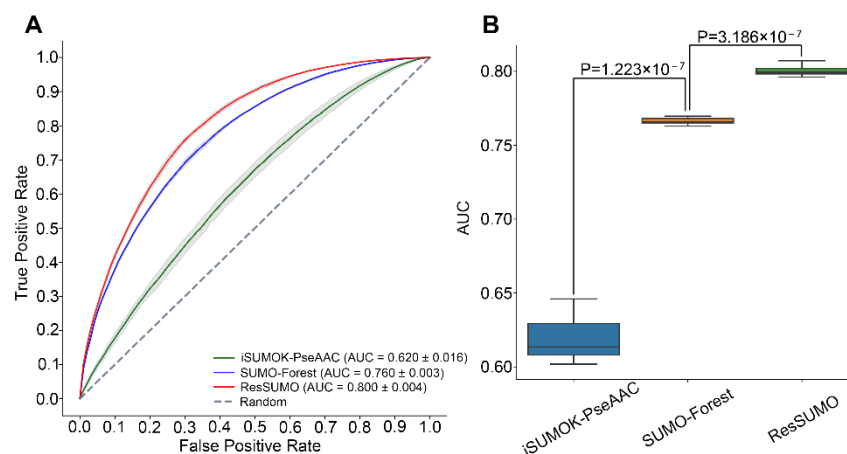 A
1.0
0.9
0.8
0.7
0.6
0.5
0.4
0.3
0.2
0.1
0.0
True Positive Rate
0.0 0.1 0.2 0.3 0.4 0.5 0.6 0.7 0.8 0.9 1.0
False Positive Rate
iSUMOK-PseAAC (AUC = 0.620 ± 0.016)
SUMO-Forest (AUC = 0.760 ± 0.003)
ResSUMO (AUC = 0.800 ± 0.004)
Random
B
P=3.186×10⁻⁷
P=1.223×10⁻⁷
0.80
0.75
0.70
0.65
0.60
AUC
iSUMOK-PseAAC
SUMO-Forest
ResSUMO